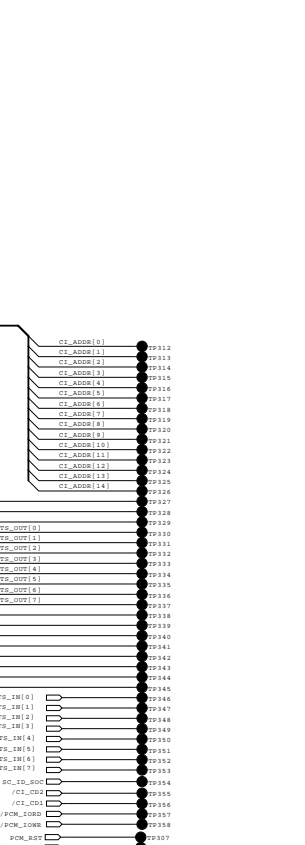 CI_ADDR[0] TP312
CI_ADDR[1] TP313
CI_ADDR[2] TP314
CI_ADDR[3] TP315
CI_ADDR[4] TP316
CI_ADDR[5] TP317
CI_ADDR[6] TP318
CI_ADDR[7] TP319
CI_ADDR[8] TP320
CI_ADDR[9] TP321
CI_ADDR[10] TP322
CI_ADDR[11] TP323
CI_ADDR[12] TP324
CI_ADDR[13] TP325
CI_ADDR[14] TP326
TP327
TP328
TP329
TS_OUT[0] TP330
TS_OUT[1] TP331
TS_OUT[2] TP332
TS_OUT[3] TP333
TS_OUT[4] TP334
TS_OUT[5] TP335
TS_OUT[6] TP336
TS_OUT[7] TP337
TP338
TP339
TP340
TP341
TP342
TP343
TP344
TP345
TS_IN[0] TP346
TS_IN[1] TP347
TS_IN[2] TP348
TS_IN[3] TP349
TS_IN[4] TP350
TS_IN[5] TP351
TS_IN[6] TP352
TS_IN[7] TP353
SC_ID_SOC TP354
/CI_CD2 TP355
/CI_CD1 TP356
/PCM_IORD TP357
/PCM_IOWR TP358
PCM_RST TP307